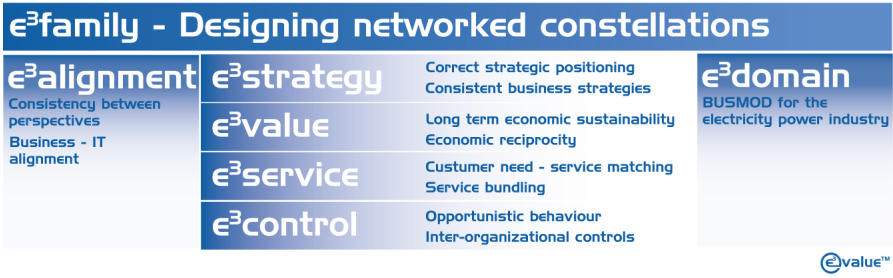 e³family - Designing networked constellations
e³alignment
Consistency between
perspectives
Business - IT
alignment
e³strategy
Correct strategic positioning
Consistent business strategies
e³value
Long term economic sustainability
Economic reciprocity
e³service
Custumer need - service matching
Service bundling
e³control
Opportunistic behaviour
Inter-organizational controls
e³domain
BUSMOD for the
electricity power industry
e³value™